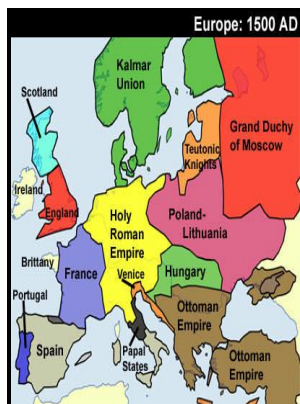 Europe: 1500 AD
Kalmar
Union
Scotland
Grand Duchy
of Moscow
Teutonic
Knights
Ireland
England
Holy
Roman
Empire
Poland-
Lithuania
Brittany
France
Venice
Hungary
Portugal
Ottoman
Empire
Spain
Papal
States
Ottoman
Empire